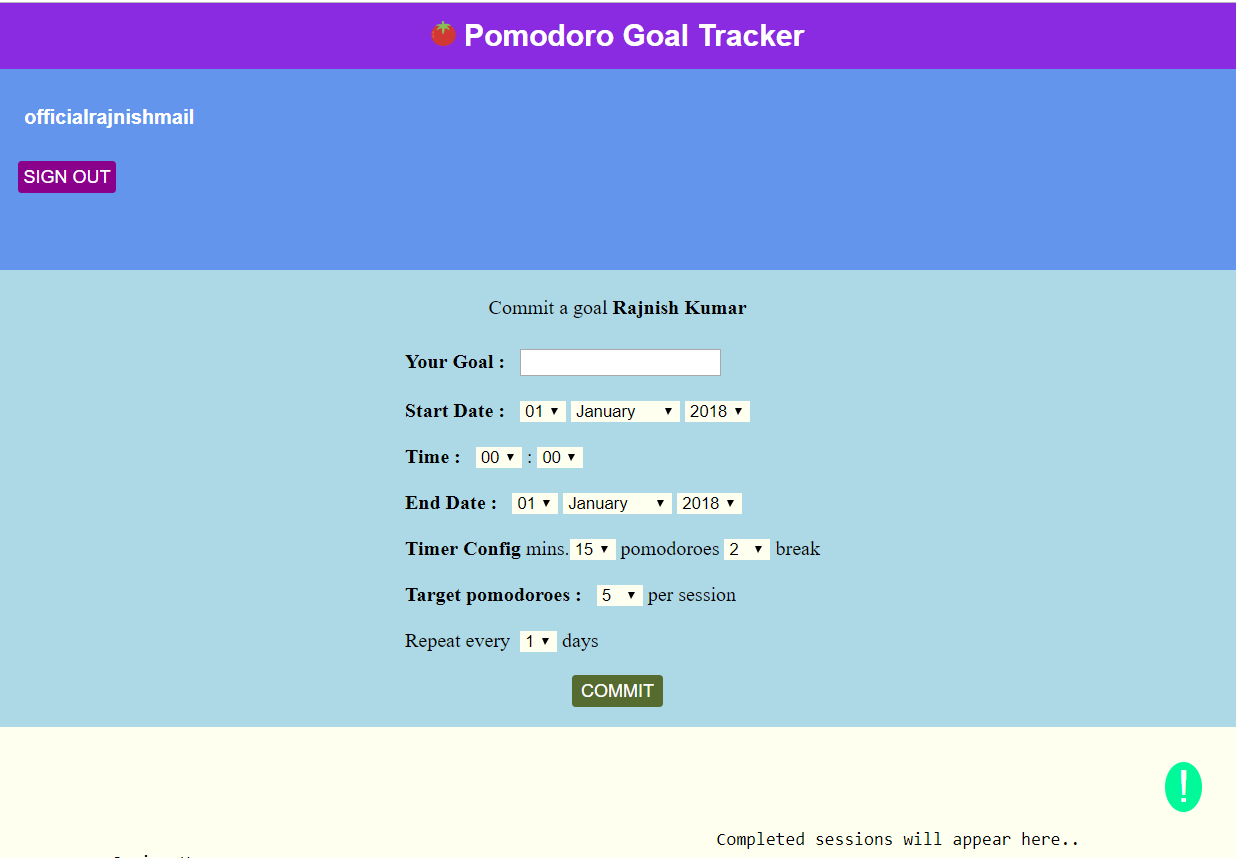 Pomodoro Goal Tracker
officialrajnishmail
SIGN OUT
Commit a goal Rajnish Kumar
Your Goal :
Start Date : 01 January 2018
Time : 00 : 00
End Date : 01 January 2018
Timer Config mins. 15 pomodoroes 2 break
Target pomodoroes : 5 per session
Repeat every 1 days
COMMIT
!
Completed sessions will appear here..